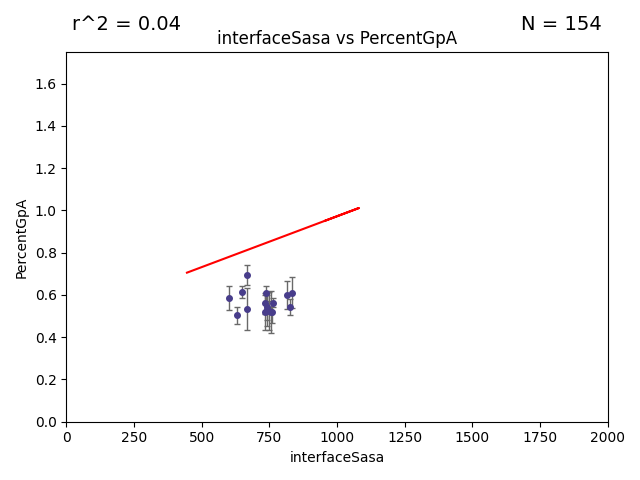 r^2 = 0.04
N = 154
interfaceSasa vs PercentGpA
PercentGpA
1.6
1.4
1.2
1.0
0.8
0.6
0.4
0.2
0.0
0 250 500 750 1000 1250 1500 1750 2000
interfaceSasa